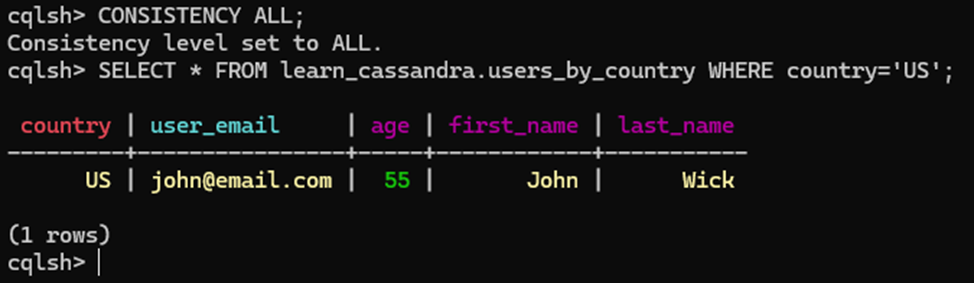 cqlsh> CONSISTENCY ALL;
Consistency level set to ALL.
cqlsh> SELECT * FROM learn_cassandra.users_by_country WHERE country='US';
 country | user_email     | age | first_name | last_name
---------+----------------+-----+------------+-----------
      US | john@email.com |  55 |       John |      Wick
(1 rows)
cqlsh>